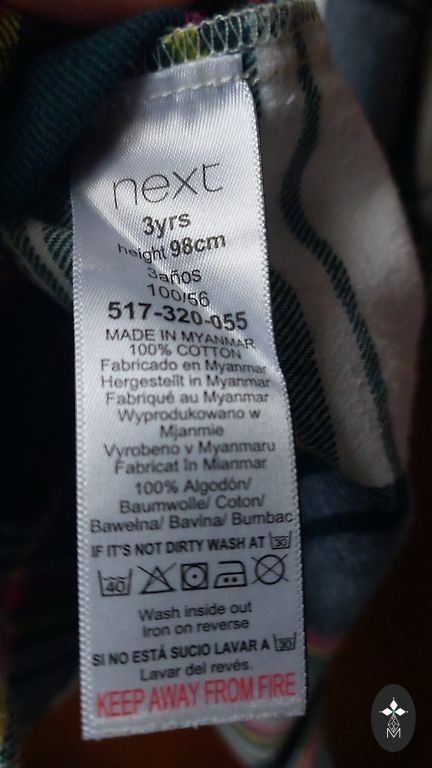 next
3yrs
height 98cm
3años
100/56
517-320-055
MADE IN MYANMAR
100% COTTON
Fabricado en Myanmar
Hergestellt in Myanmar
Fabriqué au Myanmar
Wyprodukowano w
Mjanmie
Vyrobeno v Myanmaru
Fabricat în Mianmar
100% Algodón/
Baumwolle/ Coton/
Bawełna/ Bavlna/ Bumbac
IF IT'S NOT DIRTY WASH AT 30
40
Wash inside out
Iron on reverse
SI NO ESTÁ SUCIO LAVAR A 30
Lavar del revés.
KEEP AWAY FROM FIRE
M